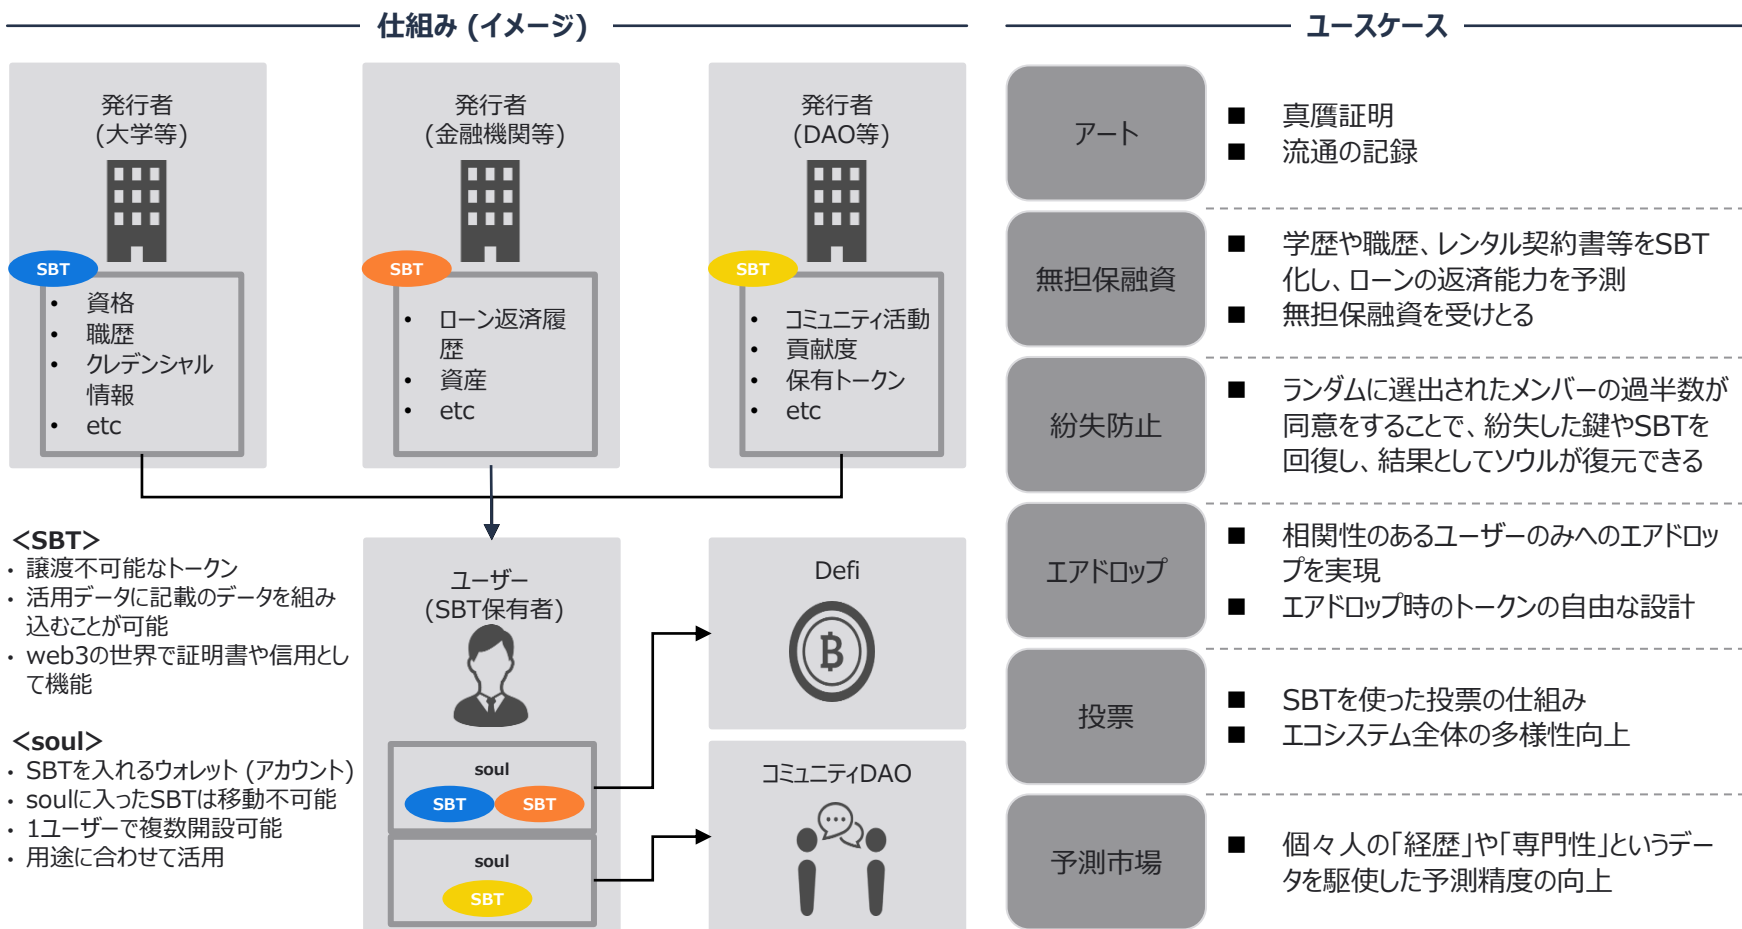 仕組み (イメージ)
発行者
(大学等)
SBT
• 資格
• 職歴
• クレデンシャル
情報
• etc
発行者
(金融機関等)
SBT
• ローン返済履
歴
• 資産
• etc
発行者
(DAO等)
SBT
• コミュニティ活動
• 貢献度
• 保有トークン
• etc
<SBT>
• 譲渡不可能なトークン
• 活用データに記載のデータを組み
込むことが可能
• web3の世界で証明書や信用とし
て機能
<soul>
• SBTを入れるウォレット (アカウント)
• soulに入ったSBTは移動不可能
• 1ユーザーで複数開設可能
• 用途に合わせて活用
ユーザー
(SBT保有者)
soul
SBT SBT
soul
SBT
Defi
コミュニティDAO
ユースケース
アート
■ 真贋証明
■ 流通の記録
無担保融資
■ 学歴や職歴、レンタル契約書等をSBT
化し、ローンの返済能力を予測
■ 無担保融資を受けとる
紛失防止
■ ランダムに選出されたメンバーの過半数が
同意をすることで、紛失した鍵やSBTを
回復し、結果としてソウルが復元できる
エアドロップ
■ 相関性のあるユーザーのみへのエアドロッ
プを実現
■ エアドロップ時のトークンの自由な設計
投票
■ SBTを使った投票の仕組み
■ エコシステム全体の多様性向上
予測市場
■ 個々人の「経歴」や「専門性」というデー
タを駆使した予測精度の向上